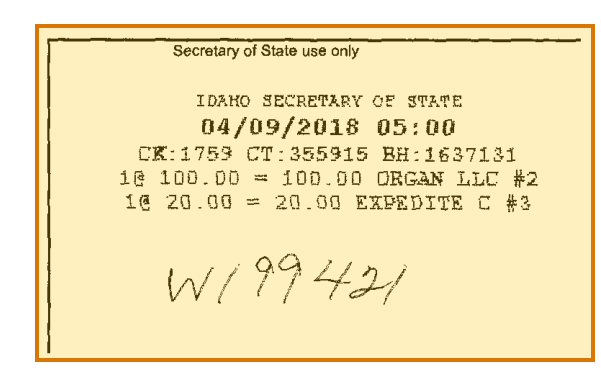 Secretary of State use only
IDAHO SECRETARY OF STATE
04/09/2018 05:00
CK:1759 CT:355915 BH:1637131
1@ 100.00 = 100.00 ORGAN LLC #2
1@ 20.00 = 20.00 EXPEDITE C #3
W199421